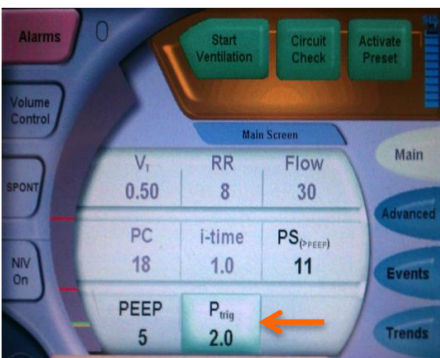 Alarms
0
Start
Ventilation
Circuit
Check
Activate
Preset
Volume
Control
Main Screen
Main
VT RR Flow
0.50 8 30
SPONT
Advanced
PC i-time PS(>PEEP)
18 1.0 11
NIV
On
Events
PEEP Ptrig
5 2.0
Trends